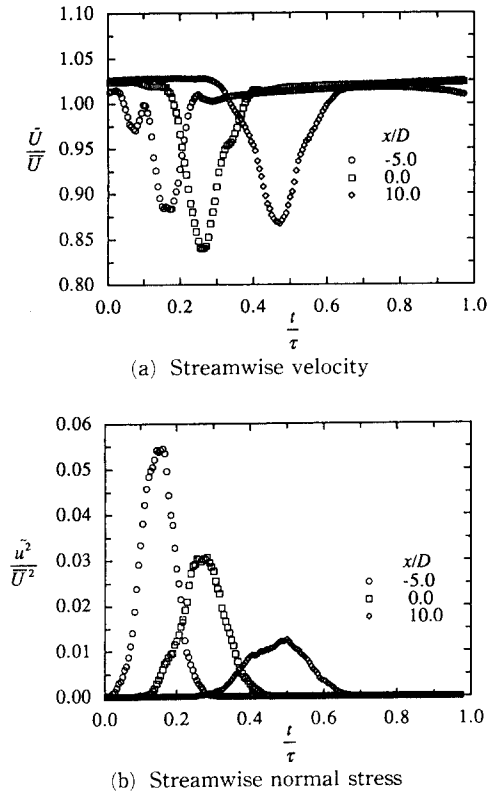 1.10
1.05
1.00
0.95
0.90
0.85
0.80
Ũ
U̅
x/D
-5.0
0.0
10.0
0.0 0.2 0.4 0.6 0.8 1.0
t
τ
(a) Streamwise velocity
0.06
0.05
0.04
0.03
0.02
0.01
0.00
ũ²
U̅²
x/D
-5.0
0.0
10.0
0.0 0.2 0.4 0.6 0.8 1.0
t
τ
(b) Streamwise normal stress